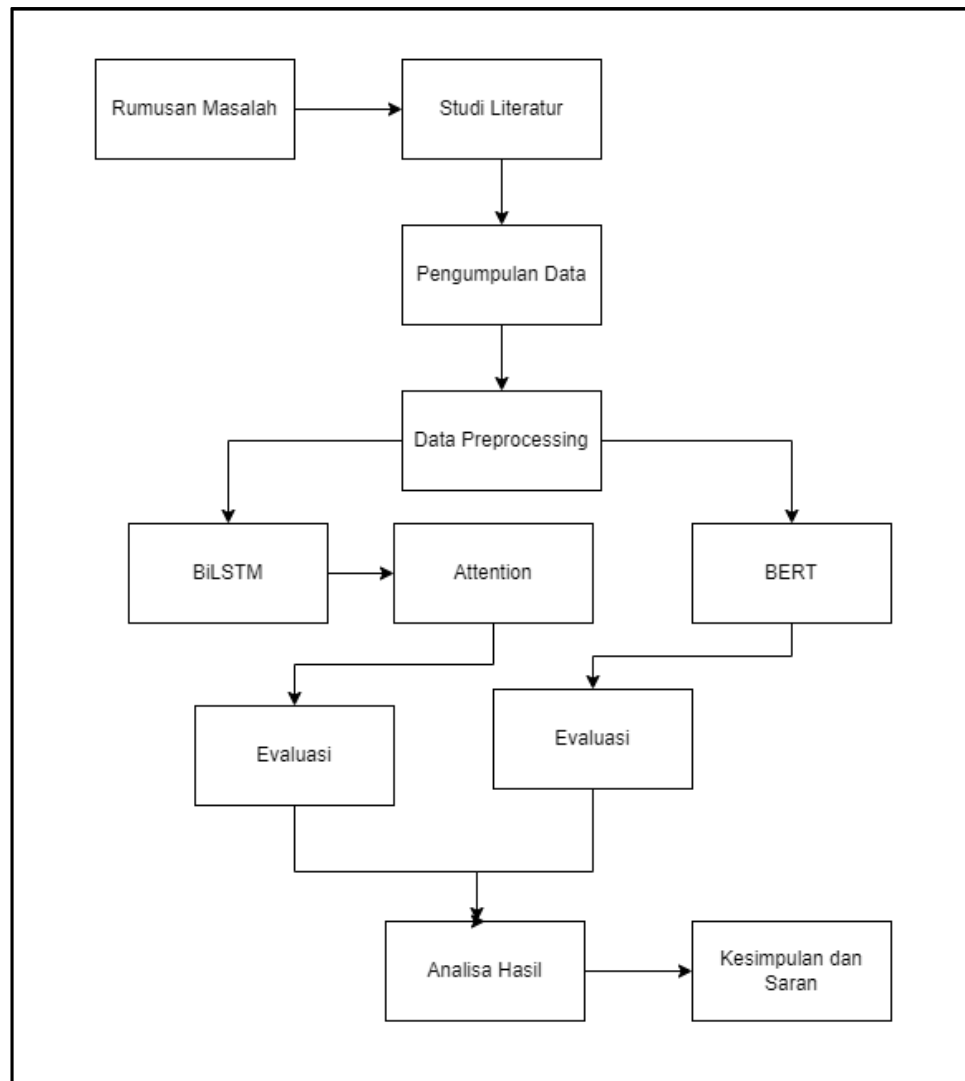 Rumusan Masalah
Studi Literatur
Pengumpulan Data
Data Preprocessing
BiLSTM
Attention
BERT
Evaluasi
Evaluasi
Analisa Hasil
Kesimpulan dan
Saran